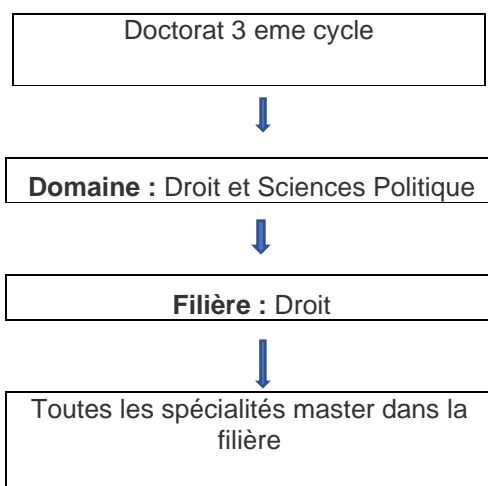 Doctorat 3 eme cycle
Domaine : Droit et Sciences Politique
Filière : Droit
Toutes les spécialités master dans la
filière